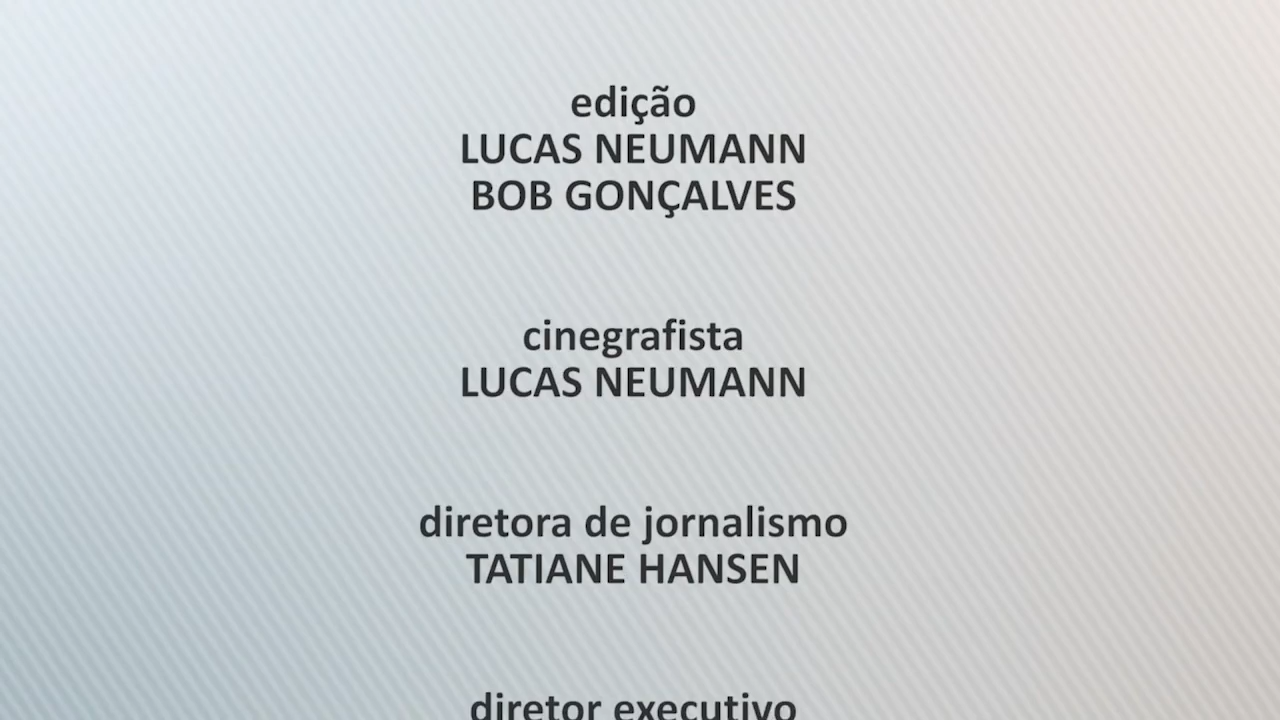 edição
LUCAS NEUMANN
BOB GONÇALVES
cinegrafista
LUCAS NEUMANN
diretora de jornalismo
TATIANE HANSEN
diretor executivo